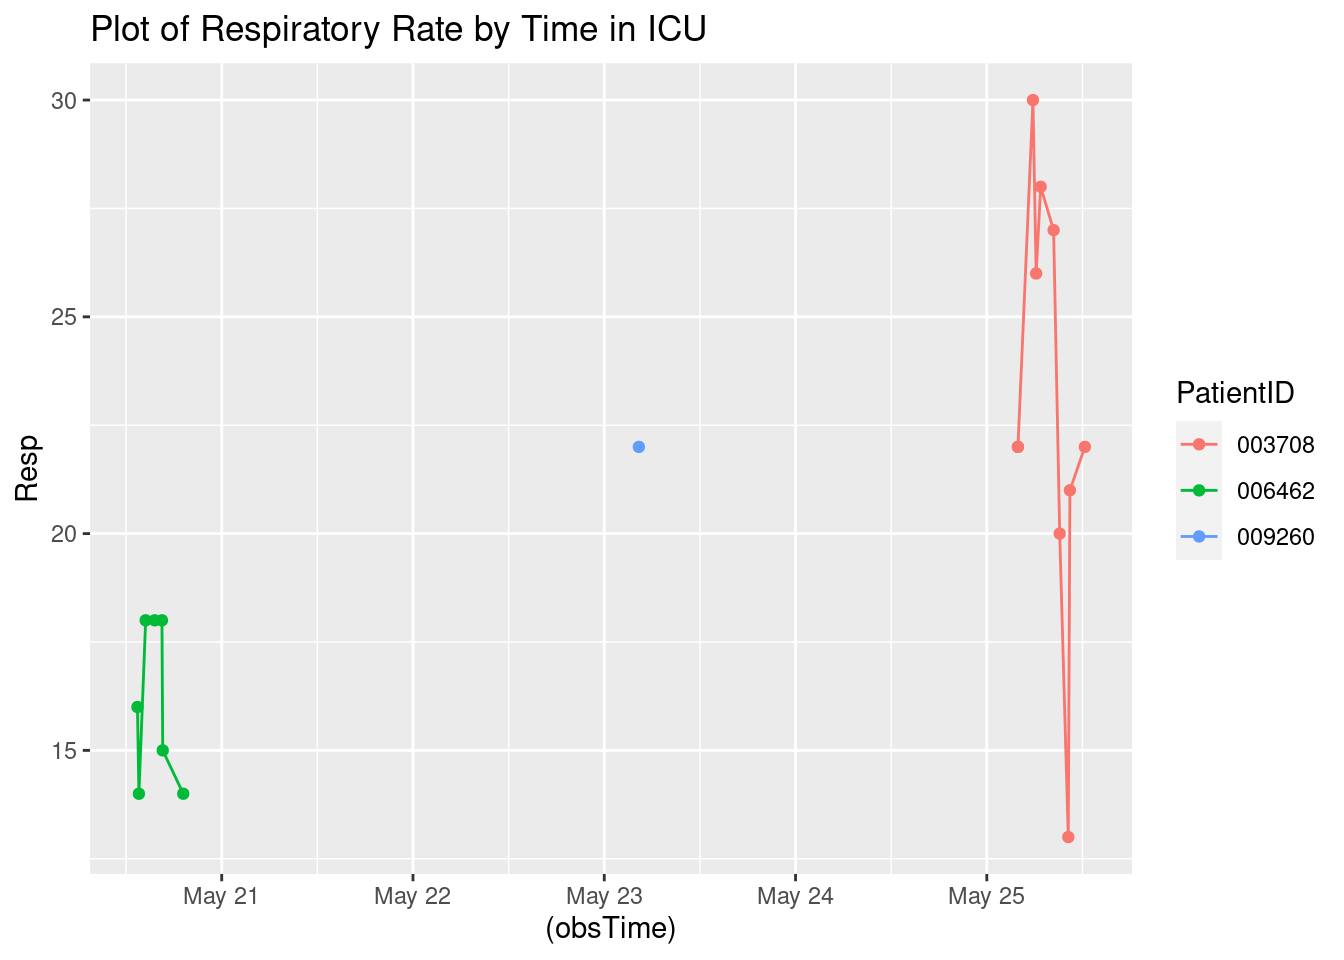 Plot of Respiratory Rate by Time in ICU
30
25
20
15
Resp
May 21
May 22
May 23
May 24
May 25
(obsTime)
PatientID
003708
006462
009260